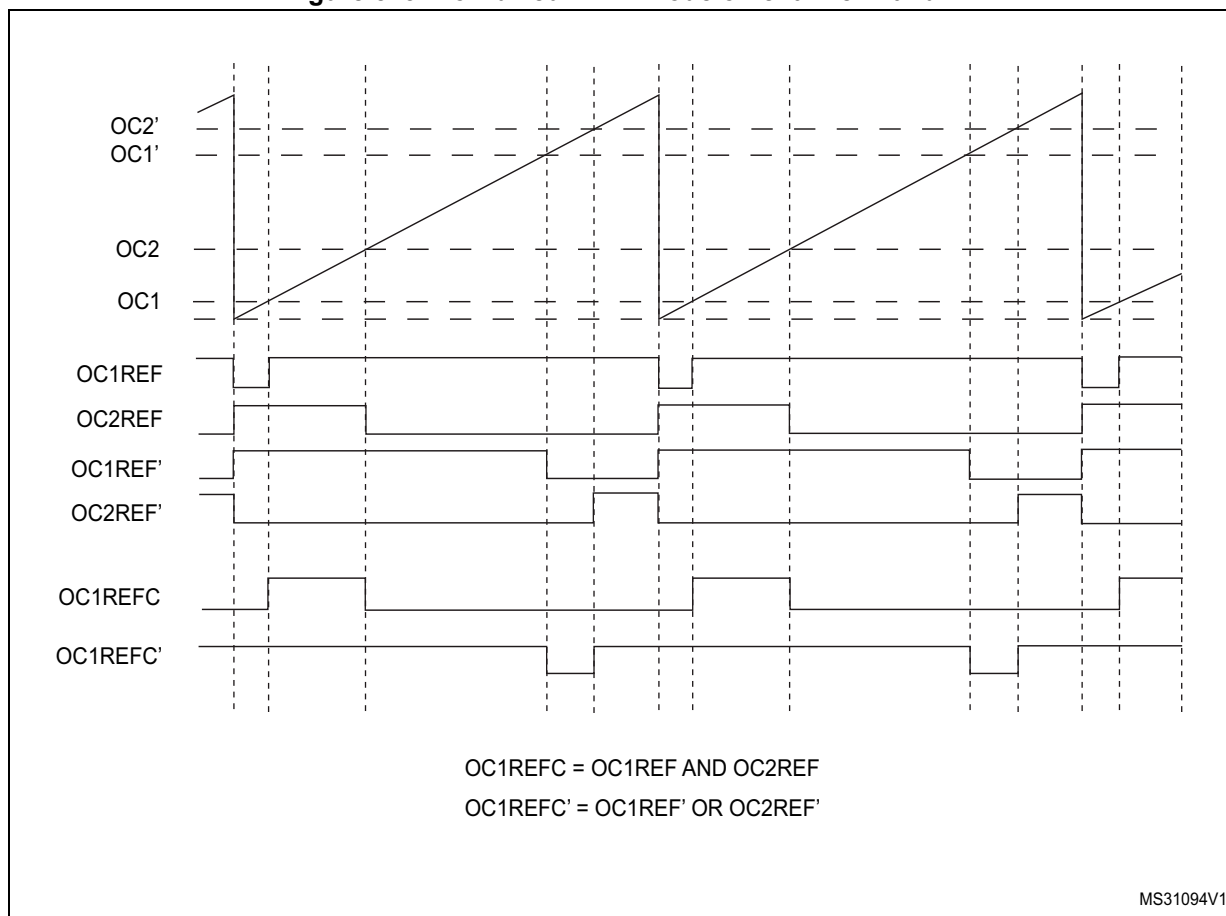 OC2’
OC1’
OC2
OC1
OC1REF
OC2REF
OC1REF’
OC2REF’
OC1REFC
OC1REFC’
OC1REFC = OC1REF AND OC2REF
OC1REFC’ = OC1REF’ OR OC2REF’
MS31094V1